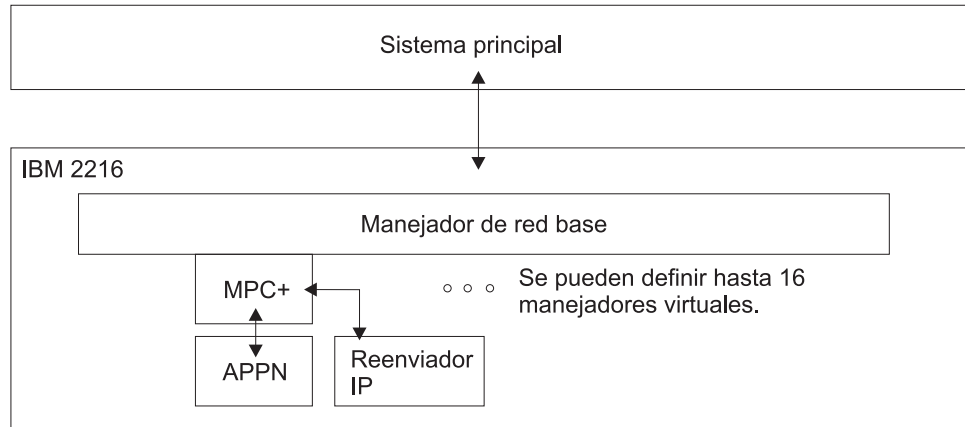 Sistema principal
IBM 2216
Manejador de red base
MPC+
Se pueden definir hasta 16
manejadores virtuales.
APPN
Reenviador
IP